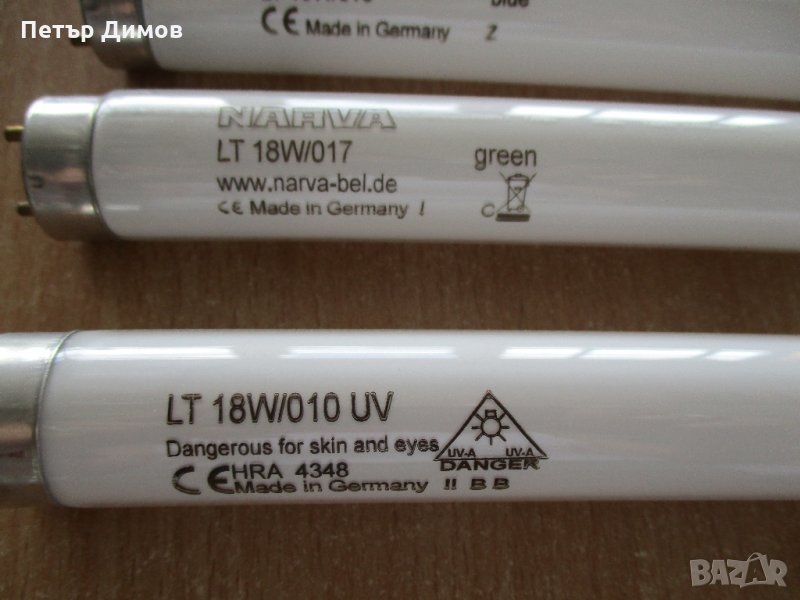 Петър Димов
blue
CE Made in Germany Z
NARVA
LT 18W/017 green
www.narva-bel.de
CE Made in Germany I C
LT 18W/010 UV
Dangerous for skin and eyes
UV-A UV-A
DANGER
CE HRA 4348
Made in Germany II B B
BAZAR